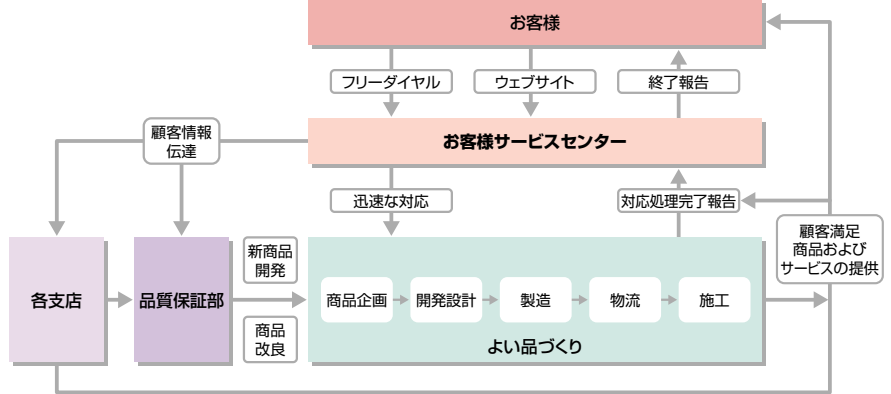 お客様
フリーダイヤル
ウェブサイト
終了報告
顧客情報
伝達
お客様サービスセンター
迅速な対応
対応処理完了報告
各支店
品質保証部
新商品
開発
商品
改良
商品企画
開発設計
製造
物流
施工
よい品づくり
顧客満足
商品および
サービスの提供